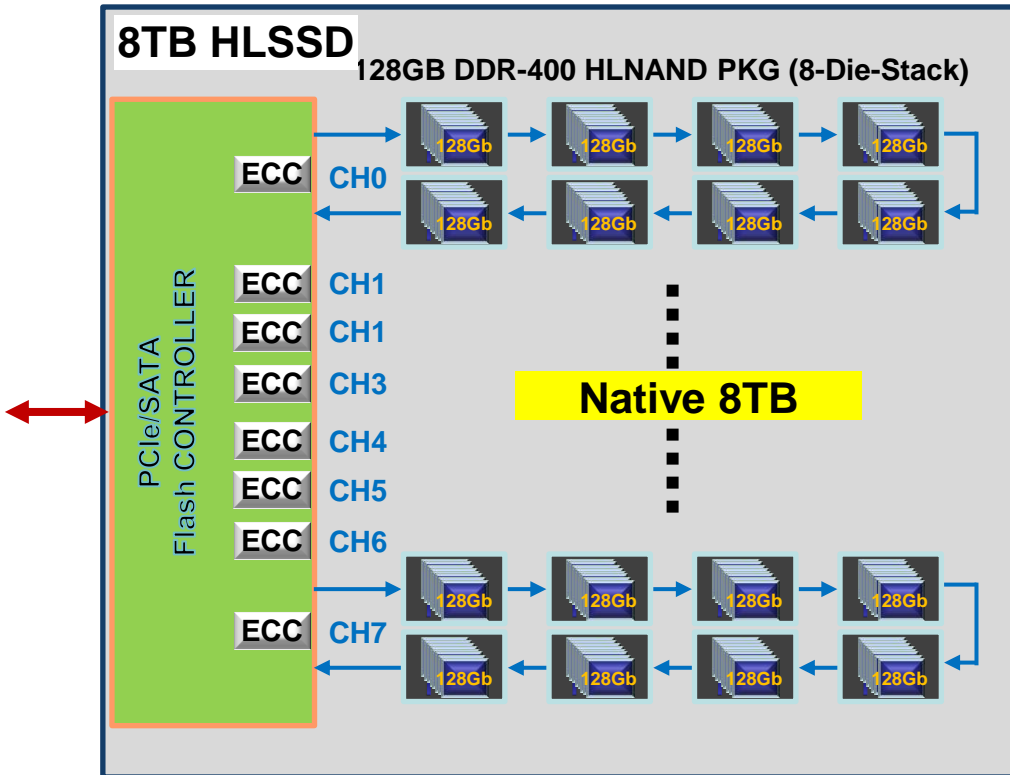 8TB HLSSD
128GB DDR-400 HLNAND PKG (8-Die-Stack)
128Gb 128Gb 128Gb 128Gb
ECC CH0
128Gb 128Gb 128Gb 128Gb
ECC CH1
ECC CH1
ECC CH3
ECC CH4
ECC CH5
ECC CH6
PCIe/SATA
Flash CONTROLLER
Native 8TB
128Gb 128Gb 128Gb 128Gb
ECC CH7
128Gb 128Gb 128Gb 128Gb